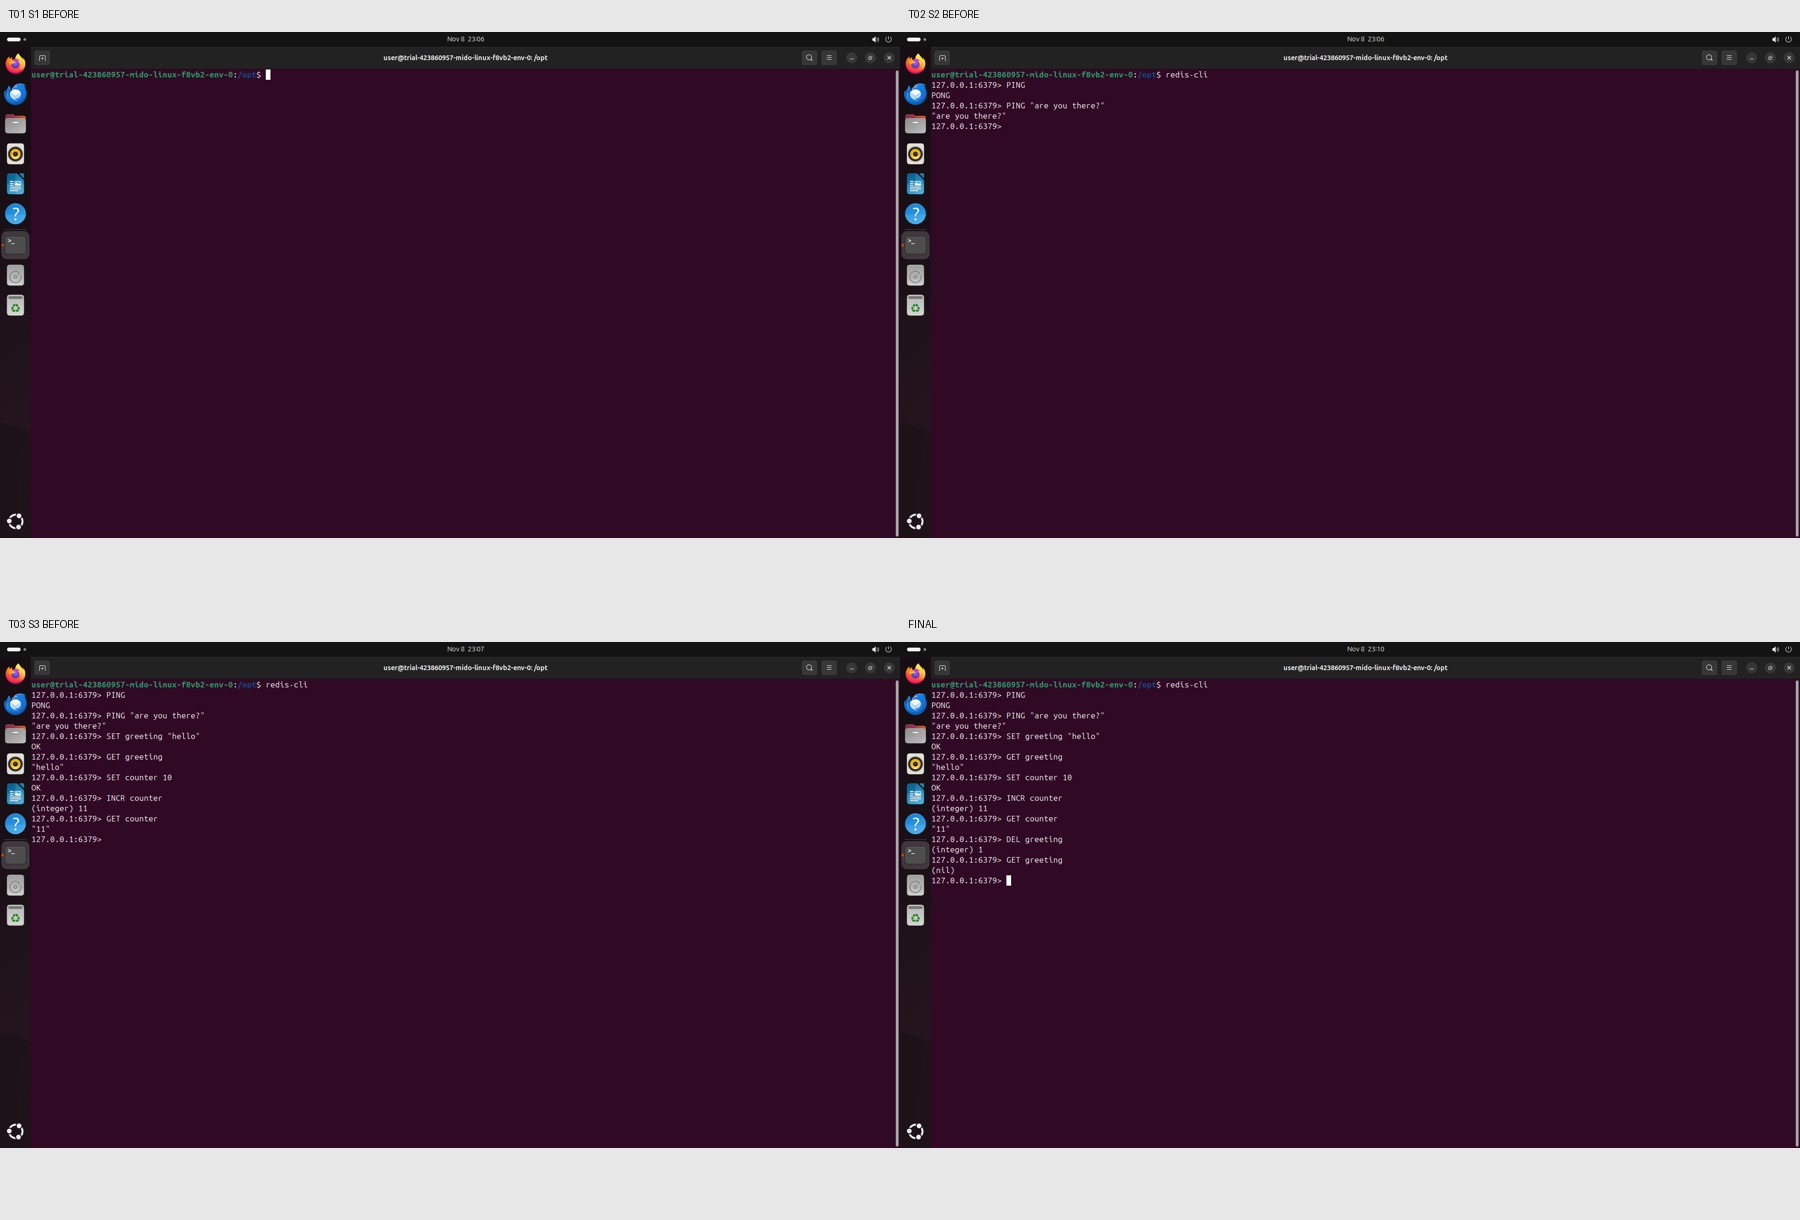 T01 S1 BEFORE
Nov 8 23:06
user@trial-423860957-mido-linux-f8vb2-env-0: /opt
user@trial-423860957-mido-linux-f8vb2-env-0:/opt$
T02 S2 BEFORE
Nov 8 23:06
user@trial-423860957-mido-linux-f8vb2-env-0: /opt
user@trial-423860957-mido-linux-f8vb2-env-0:/opt$ redis-cli
127.0.0.1:6379> PING
PONG
127.0.0.1:6379> PING "are you there?"
"are you there?"
127.0.0.1:6379>
T03 S3 BEFORE
Nov 8 23:07
user@trial-423860957-mido-linux-f8vb2-env-0: /opt
user@trial-423860957-mido-linux-f8vb2-env-0:/opt$ redis-cli
127.0.0.1:6379> PING
PONG
127.0.0.1:6379> PING "are you there?"
"are you there?"
127.0.0.1:6379> SET greeting "hello"
OK
127.0.0.1:6379> GET greeting
"hello"
127.0.0.1:6379> SET counter 10
OK
127.0.0.1:6379> INCR counter
(integer) 11
127.0.0.1:6379> GET counter
"11"
127.0.0.1:6379>
FINAL
Nov 8 23:10
user@trial-423860957-mido-linux-f8vb2-env-0: /opt
user@trial-423860957-mido-linux-f8vb2-env-0:/opt$ redis-cli
127.0.0.1:6379> PING
PONG
127.0.0.1:6379> PING "are you there?"
"are you there?"
127.0.0.1:6379> SET greeting "hello"
OK
127.0.0.1:6379> GET greeting
"hello"
127.0.0.1:6379> SET counter 10
OK
127.0.0.1:6379> INCR counter
(integer) 11
127.0.0.1:6379> GET counter
"11"
127.0.0.1:6379> DEL greeting
(integer) 1
127.0.0.1:6379> GET greeting
(nil)
127.0.0.1:6379>